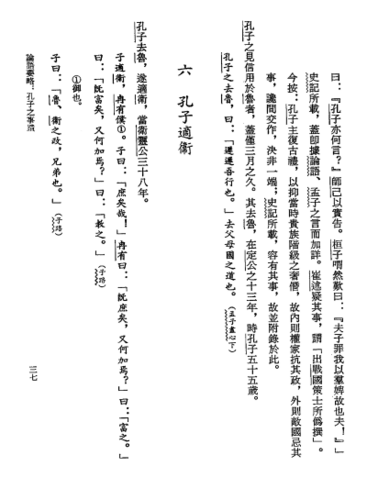 曰：『孔子亦何言？』師己以實告。桓子喟然歎曰：『夫子罪我以羣婢故也夫！』」
史記所載，蓋即據論語、孟子之言而加詳。崔述疑其事，謂「出戰國策士所僞撰」。
今按：孔子主復古禮，以抑當時貴族階級之奢僭，故內則權家抗其政，外則敵國忌其
事，讒間交作，決非一端；史記所載，容有其事，故並附錄於此。
孔子之見信用於魯者，蓋僅三月之久。其去魯，在定公之十三年，時孔子五十五歲。
孔子之去魯，曰：「遲遲吾行也。」去父母國之道也。（孟子盡心下）
六　孔子適衞
孔子去魯，遂適衞，當衞靈公三十八年。
子適衞，冉有僕①。子曰：「庶矣哉！」冉有曰：「既庶矣，又何加焉？」曰：「富之。」
曰：「既富矣，又何加焉？」曰：「教之。」（子路）
①御也。
子曰：「魯、衞之政，兄弟也。」（子路）
論語要略：孔子之事蹟
三七